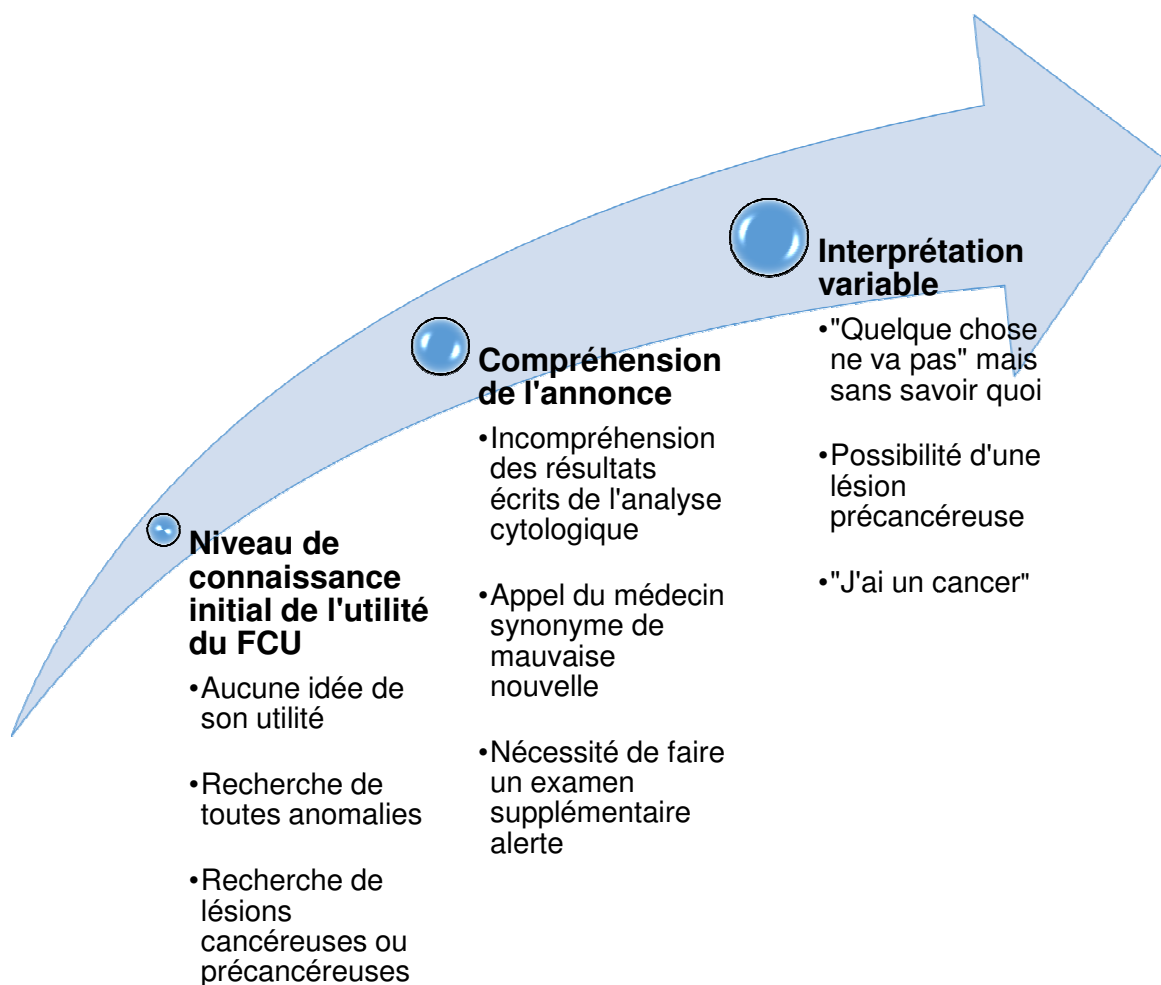 Niveau de
connaissance
initial de l'utilité
du FCU
•Aucune idée de
son utilité
•Recherche de
toutes anomalies
•Recherche de
lésions
cancéreuses ou
précancéreuses
Compréhension
de l'annonce
•Incompréhension
des résultats
écrits de l'analyse
cytologique
•Appel du médecin
synonyme de
mauvaise
nouvelle
•Nécessité de faire
un examen
supplémentaire
alerte
Interprétation
variable
•"Quelque chose
ne va pas" mais
sans savoir quoi
•Possibilité d'une
lésion
précancéreuse
•"J'ai un cancer"